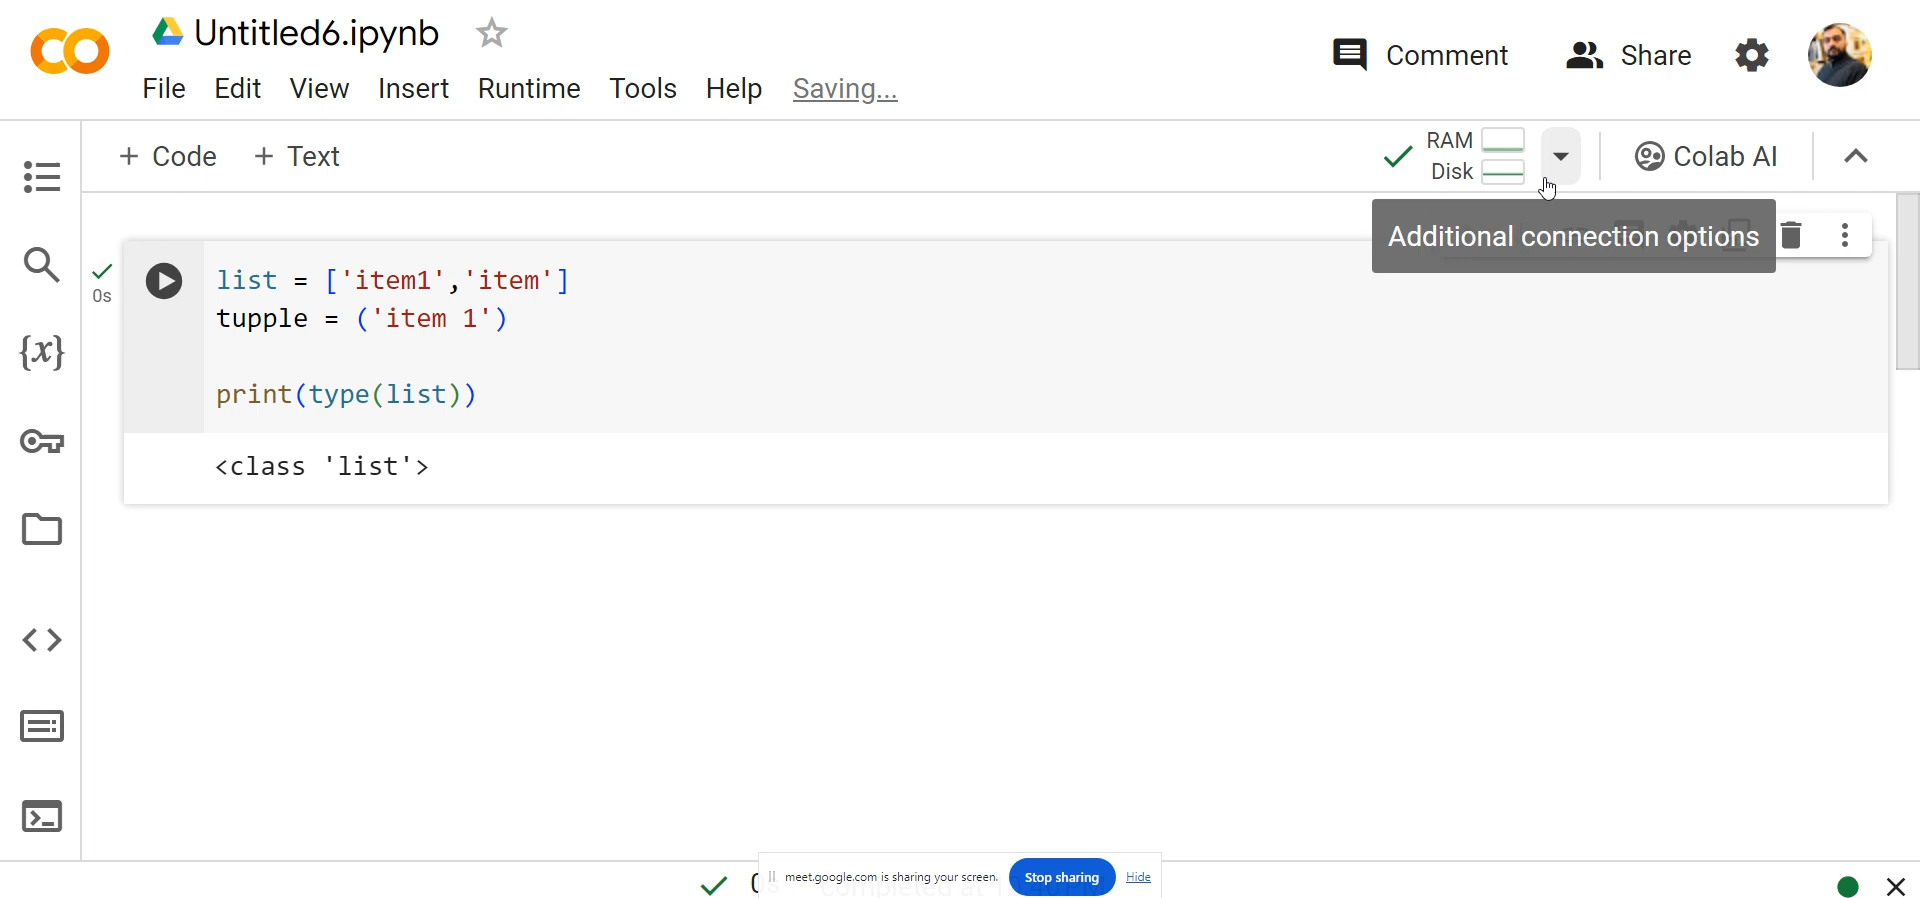 Untitled6.ipynb
Comment
Share
File Edit View Insert Runtime Tools Help Saving...
+ Code + Text
RAM
Disk
Colab AI
Additional connection options
0s
list = ['item1','item']
tupple = ('item 1')
print(type(list))
<class 'list'>
{x}
meet.google.com is sharing your screen.
Stop sharing
Hide
completed at